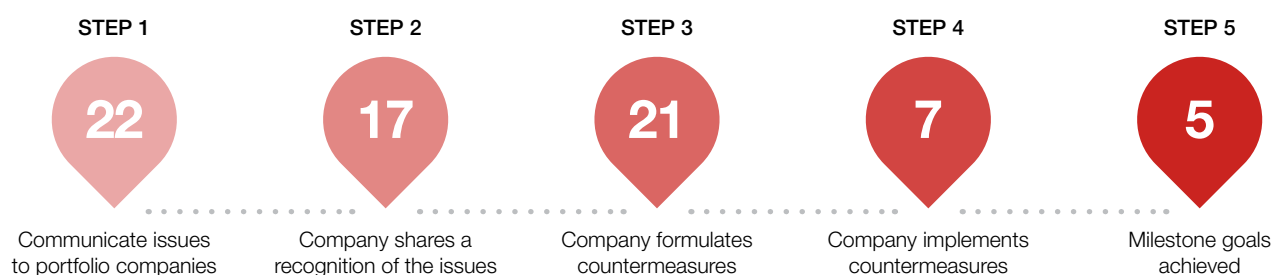 STEP 1
22
Communicate issues
to portfolio companies
STEP 2
17
Company shares a
recognition of the issues
STEP 3
21
Company formulates
countermeasures
STEP 4
7
Company implements
countermeasures
STEP 5
5
Milestone goals
achieved